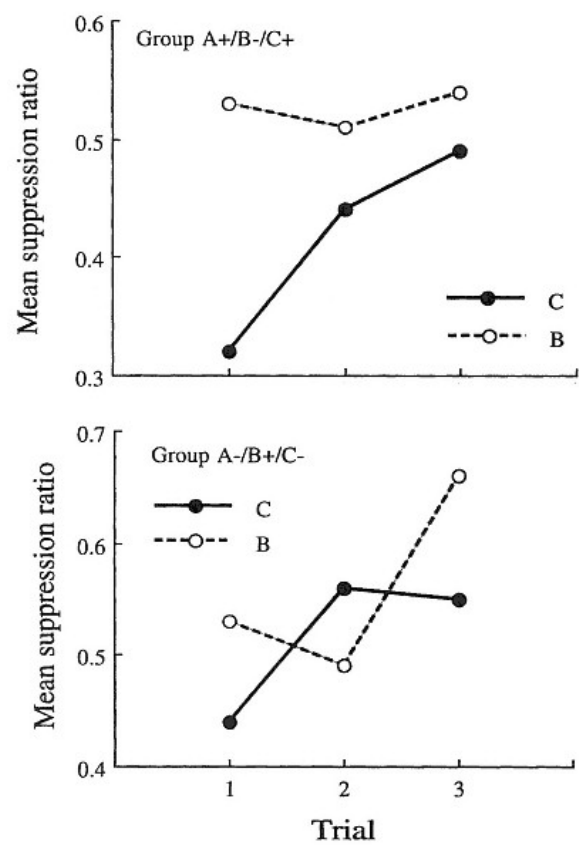 0.6
Group A+/B-/C+
0.5
0.4
0.3
Mean suppression ratio
C
B
0.7
Group A-/B+/C-
C
B
0.6
0.5
0.4
Mean suppression ratio
1 2 3
Trial